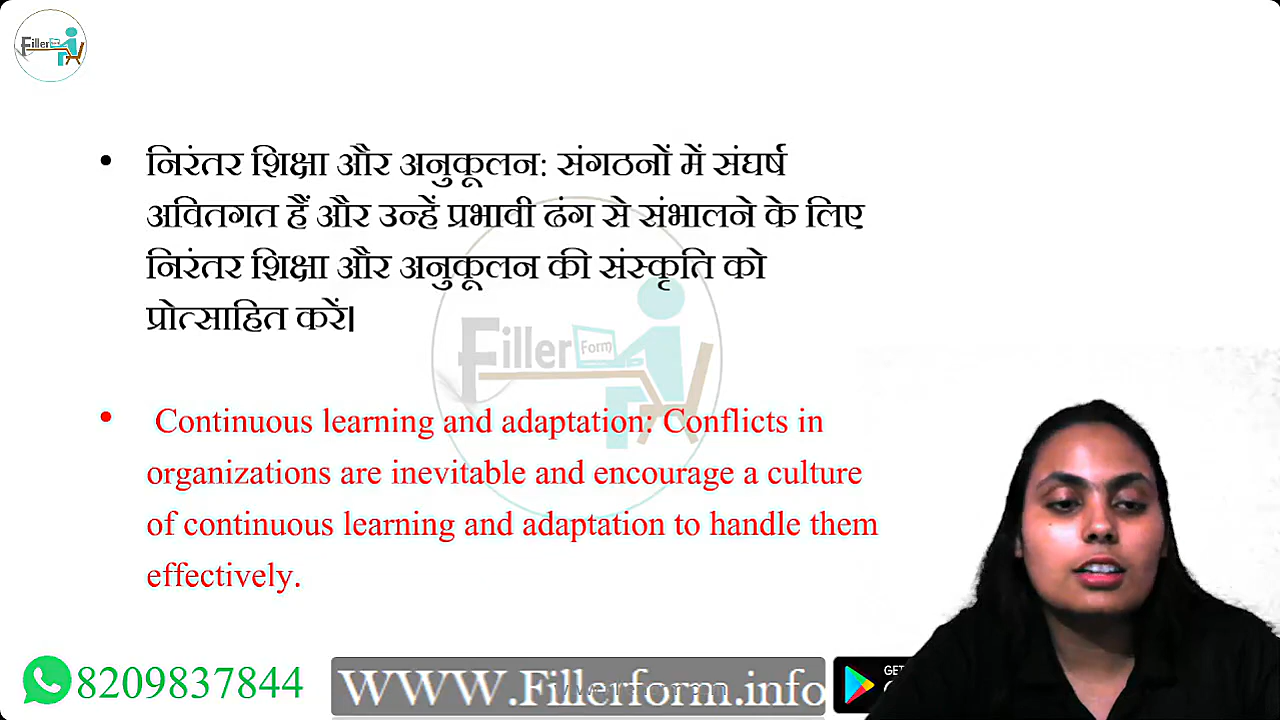 Filler Form
निरंतर शिक्षा और अनुकूलन: संगठनों में संघर्ष
अवितगत हैं और उन्हें प्रभावी ढंग से संभालने के लिए
निरंतर शिक्षा और अनुकूलन की संस्कृति को
प्रोत्साहित करें।
Filler Form
Continuous learning and adaptation: Conflicts in
organizations are inevitable and encourage a culture
of continuous learning and adaptation to handle them
effectively.
8209837844
WWW.Fillerform.info
GET